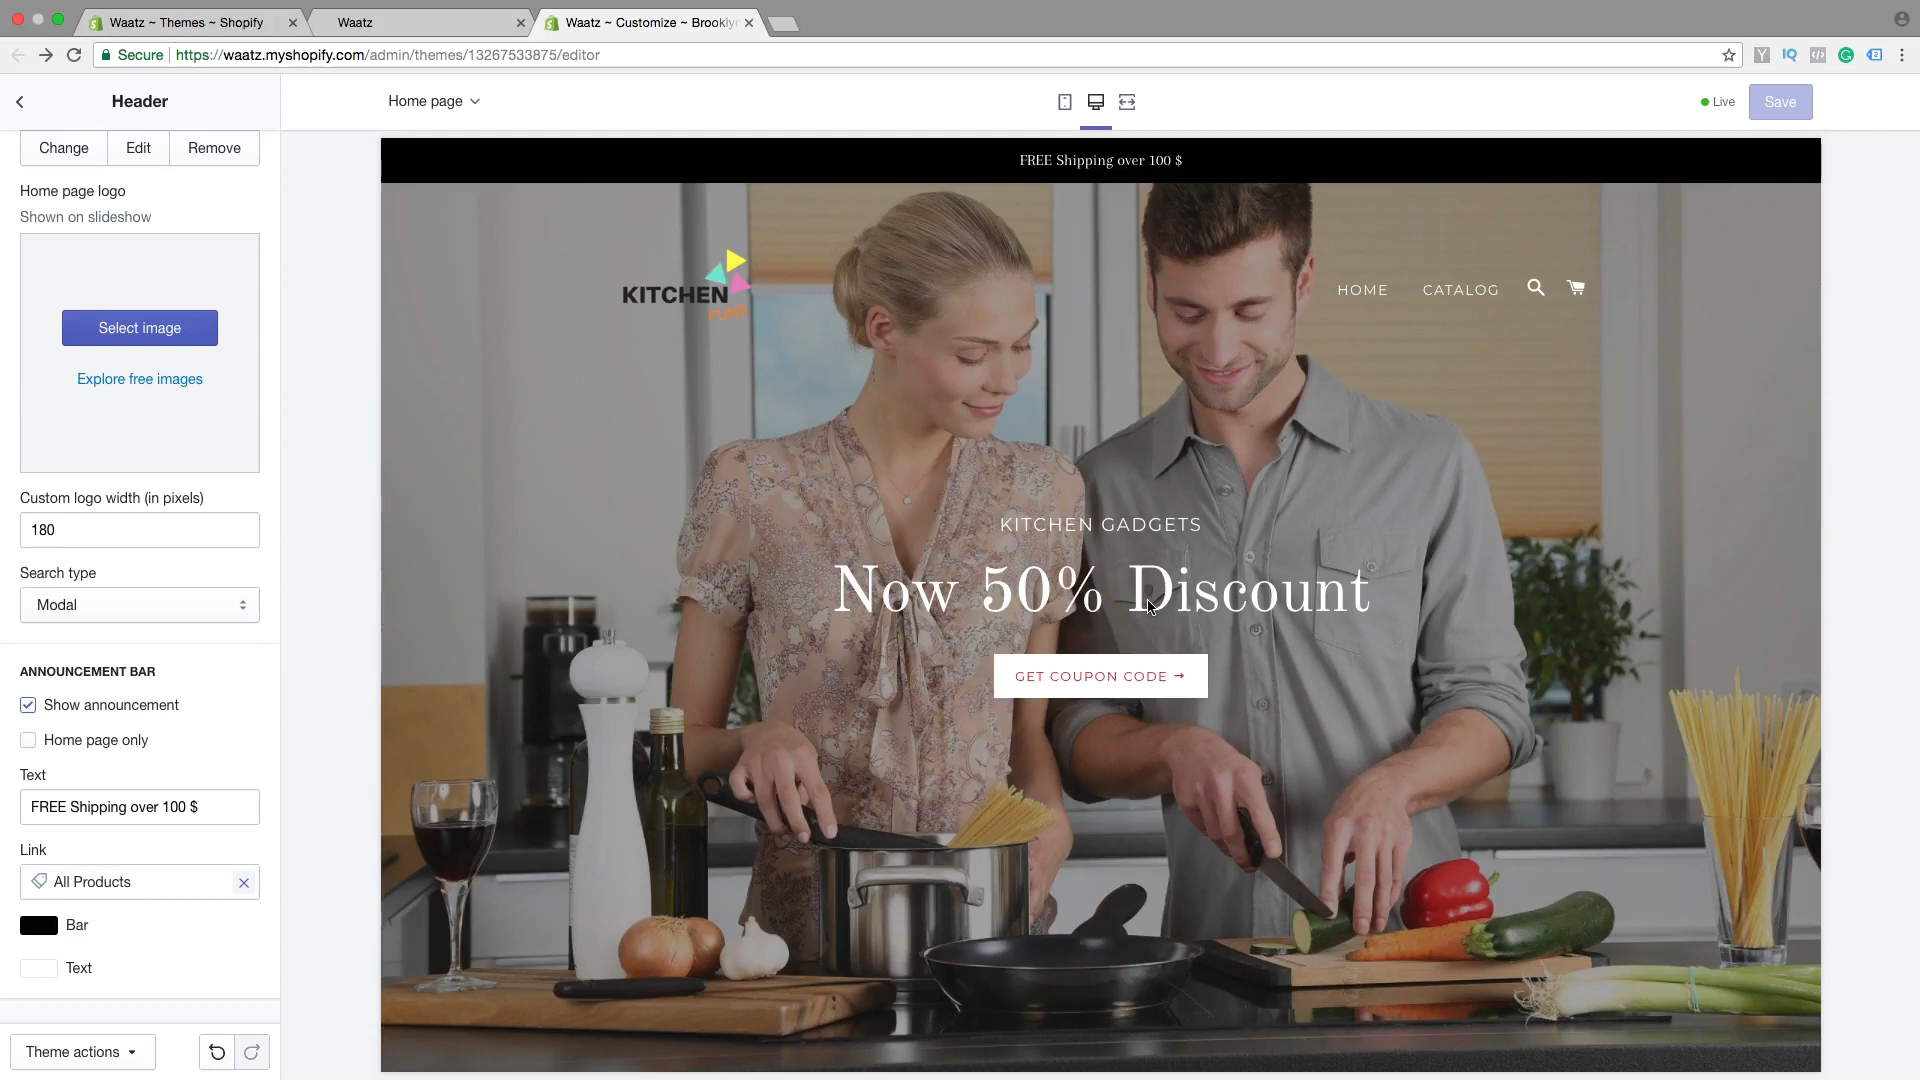 Waatz ~ Themes ~ Shopify
Waatz
Waatz ~ Customize ~ Brooklyn
Secure
https://waatz.myshopify.com/admin/themes/13267533875/editor
Header
Home page
Live
Save
Change
Edit
Remove
Home page logo
Shown on slideshow
Select image
Explore free images
Custom logo width (in pixels)
180
Search type
Modal
ANNOUNCEMENT BAR
Show announcement
Home page only
Text
FREE Shipping over 100 $
Link
All Products
Bar
Text
Theme actions
FREE Shipping over 100 $
KITCHEN
FUNS
HOME
CATALOG
KITCHEN GADGETS
Now 50% Discount
GET COUPON CODE →